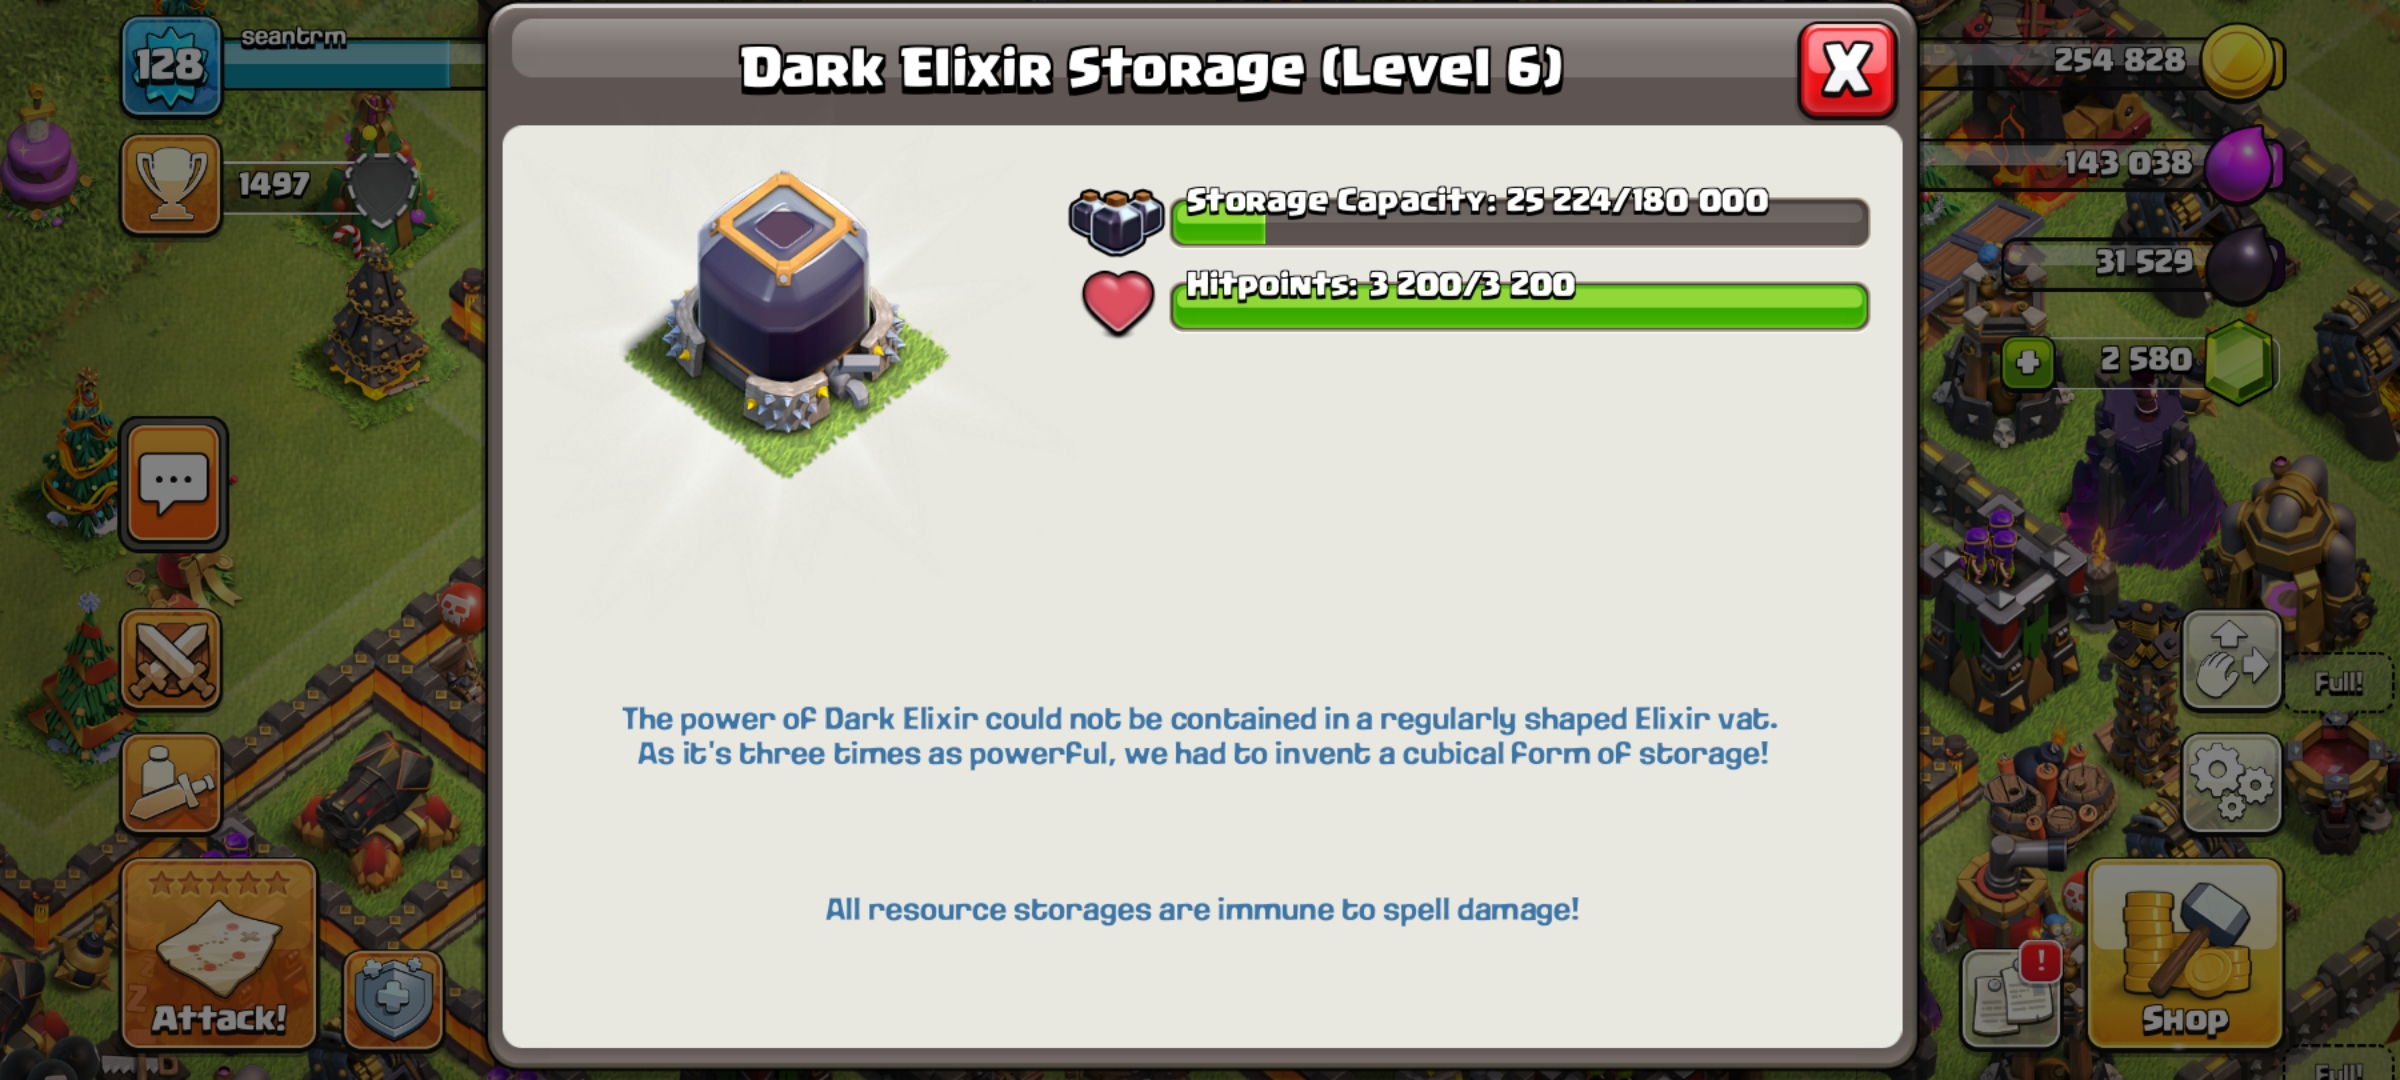 128
seantrm
1497
Dark Elixir Storage (Level 6)
X
254 828
143 038
31 529
2 580
Storage Capacity: 25 224/180 000
Hitpoints: 3 200/3 200
The power of Dark Elixir could not be contained in a regularly shaped Elixir vat.
As it's three times as powerful, we had to invent a cubical form of storage!
All resource storages are immune to spell damage!
Full!
Attack!
!
Shop
Full!